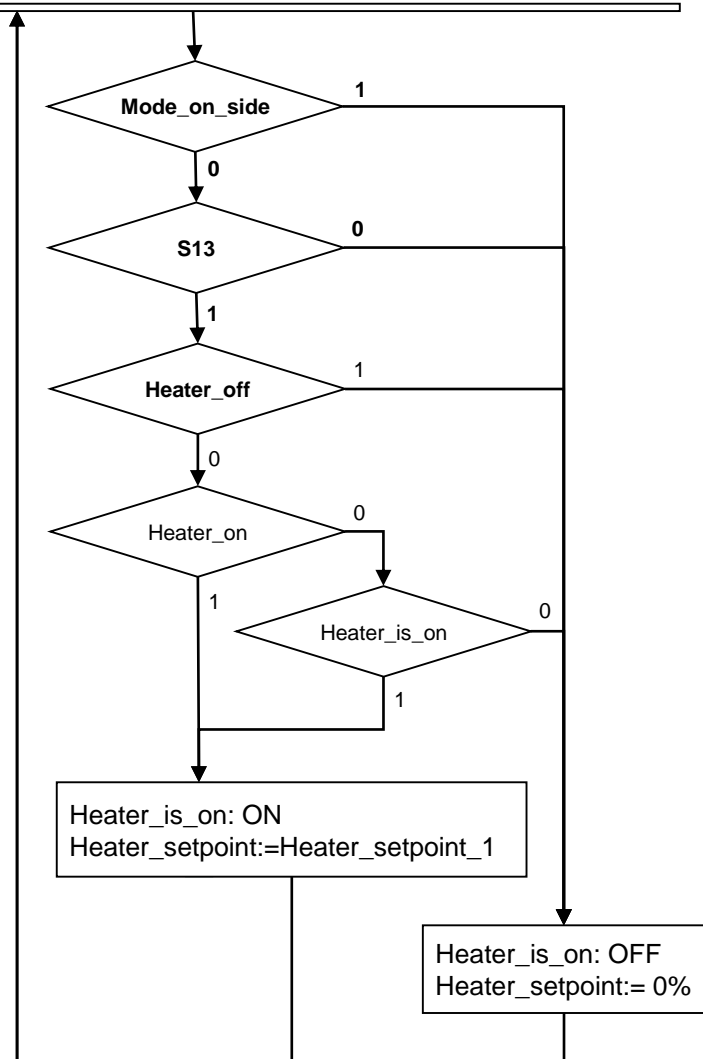 Mode_on_side
1
0
S13
0
1
Heater_off
1
0
Heater_on
0
1
Heater_is_on
0
1
Heater_is_on: ON
Heater_setpoint:=Heater_setpoint_1
Heater_is_on: OFF
Heater_setpoint:= 0%